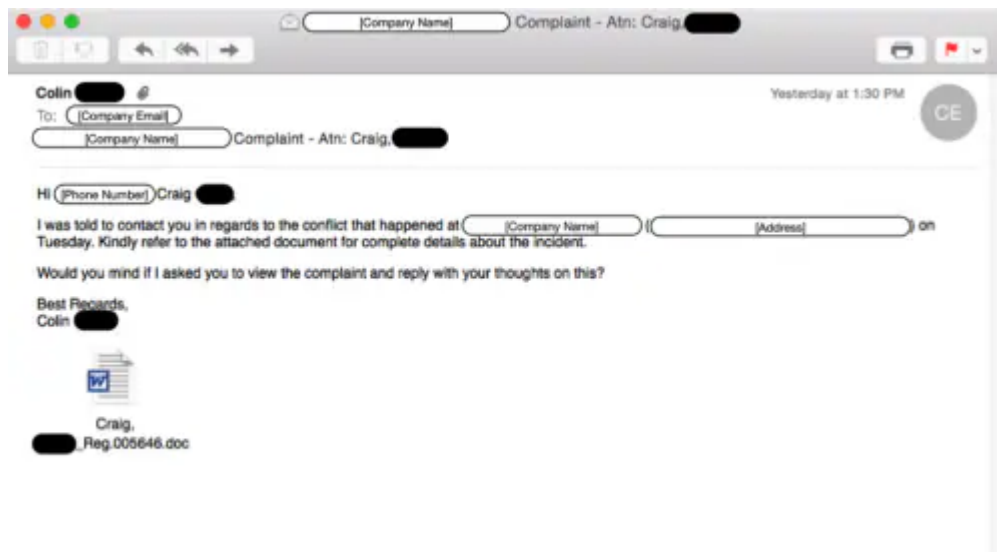 [Company Name] Complaint - Atn: Craig,
Colin
Yesterday at 1:30 PM
CE
To: [Company Email]
[Company Name] Complaint - Atn: Craig,
Hi [Phone Number] Craig
I was told to contact you in regards to the conflict that happened at [Company Name] ([Address]) on
Tuesday. Kindly refer to the attached document for complete details about the incident.
Would you mind if I asked you to view the complaint and reply with your thoughts on this?
Best Regards,
Colin
W
Craig,
_Reg.005646.doc